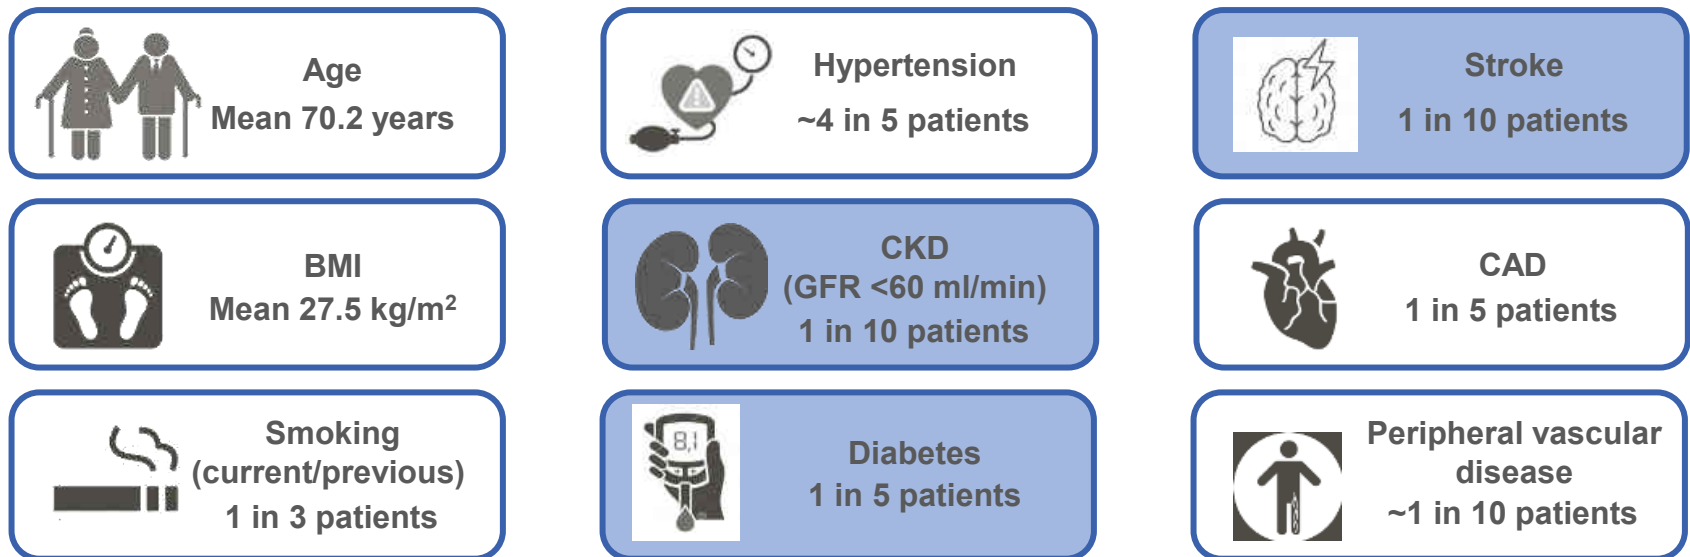 Age
Mean 70.2 years
Hypertension
~4 in 5 patients
Stroke
1 in 10 patients
BMI
Mean 27.5 kg/m²
CKD
(GFR <60 ml/min)
1 in 10 patients
CAD
1 in 5 patients
Smoking
(current/previous)
1 in 3 patients
8,1
Diabetes
1 in 5 patients
Peripheral vascular
disease
~1 in 10 patients